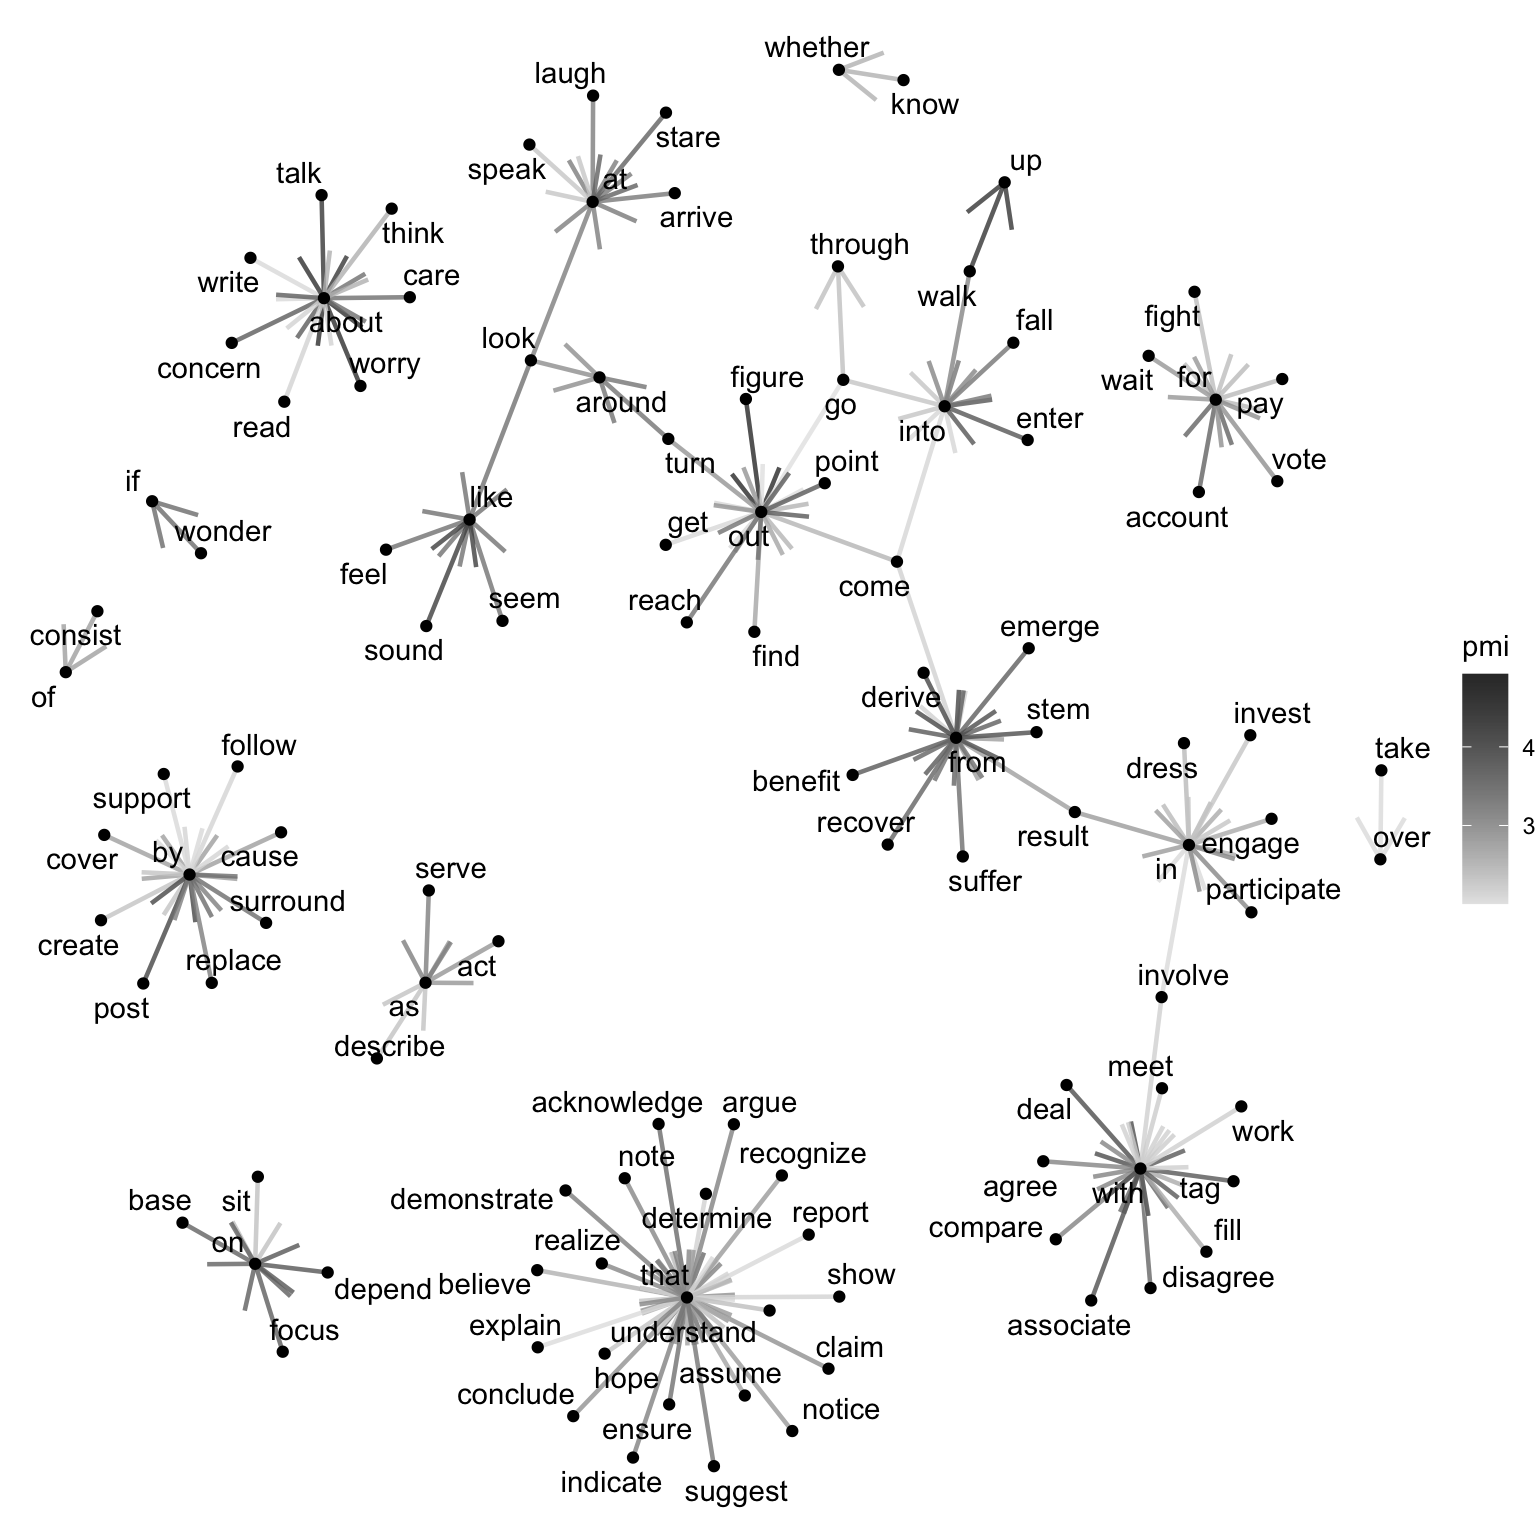 whether
know
laugh
stare
speak
at
arrive
talk
think
write
care
about
concern
worry
read
up
through
walk
fall
fight
look
figure
around
go
into
enter
wait
for
pay
vote
account
turn
point
if
wonder
like
get
out
feel
seem
sound
reach
find
come
consist
of
emerge
derive
stem
from
benefit
recover
suffer
result
pmi
4
3
invest
dress
take
over
engage
in
participate
follow
support
cover
by
cause
surround
create
replace
post
serve
act
as
describe
involve
meet
deal
work
agree
with
tag
compare
fill
disagree
associate
acknowledge
argue
note
recognize
demonstrate
determine
report
realize
that
believe
show
explain
understand
claim
hope
assume
conclude
notice
ensure
indicate
suggest
base
sit
on
depend
focus